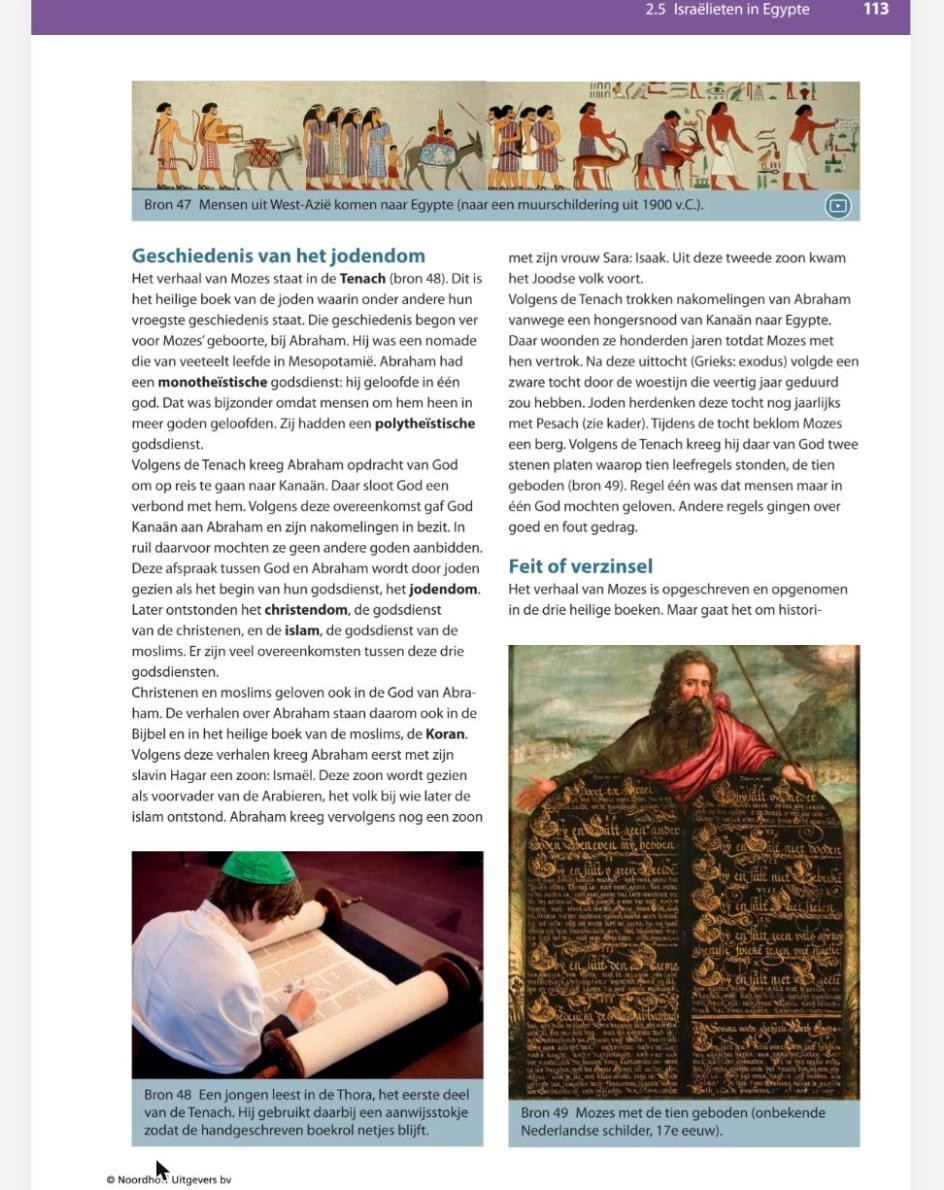 2.5 Israëlieten in Egypte 113
Bron 47 Mensen uit West-Azië komen naar Egypte (naar een muurschildering uit 1900 v.C.).
Geschiedenis van het jodendom
Het verhaal van Mozes staat in de Tenach (bron 48). Dit is
het heilige boek van de joden waarin onder andere hun
vroegste geschiedenis staat. Die geschiedenis begon ver
voor Mozes’ geboorte, bij Abraham. Hij was een nomade
die van veeteelt leefde in Mesopotamië. Abraham had
een monotheïstische godsdienst: hij geloofde in één
god. Dat was bijzonder omdat mensen om hem heen in
meer goden geloofden. Zij hadden een polytheïstische
godsdienst.
Volgens de Tenach kreeg Abraham opdracht van God
om op reis te gaan naar Kanaän. Daar sloot God een
verbond met hem. Volgens deze overeenkomst gaf God
Kanaän aan Abraham en zijn nakomelingen in bezit. In
ruil daarvoor mochten ze geen andere goden aanbidden.
Deze afspraak tussen God en Abraham wordt door joden
gezien als het begin van hun godsdienst, het jodendom.
Later ontstonden het christendom, de godsdienst
van de christenen, en de islam, de godsdienst van de
moslims. Er zijn veel overeenkomsten tussen deze drie
godsdiensten.
Christenen en moslims geloven ook in de God van Abra-
ham. De verhalen over Abraham staan daarom ook in de
Bijbel en in het heilige boek van de moslims, de Koran.
Volgens deze verhalen kreeg Abraham eerst met zijn
slavin Hagar een zoon: Ismaël. Deze zoon wordt gezien
als voorvader van de Arabieren, het volk bij wie later de
islam ontstond. Abraham kreeg vervolgens nog een zoon
met zijn vrouw Sara: Isaak. Uit deze tweede zoon kwam
het Joodse volk voort.
Volgens de Tenach trokken nakomelingen van Abraham
vanwege een hongersnood van Kanaän naar Egypte.
Daar woonden ze honderden jaren totdat Mozes met
hen vertrok. Na deze uittocht (Grieks: exodus) volgde een
zware tocht door de woestijn die veertig jaar geduurd
zou hebben. Joden herdenken deze tocht nog jaarlijks
met Pesach (zie kader). Tijdens de tocht beklom Mozes
een berg. Volgens de Tenach kreeg hij daar van God twee
stenen platen waarop tien leefregels stonden, de tien
geboden (bron 49). Regel één was dat mensen maar in
één God mochten geloven. Andere regels gingen over
goed en fout gedrag.
Feit of verzinsel
Het verhaal van Mozes is opgeschreven en opgenomen
in de drie heilige boeken. Maar gaat het om histori-
Bron 48 Een jongen leest in de Thora, het eerste deel
van de Tenach. Hij gebruikt daarbij een aanwijsstokje
zodat de handgeschreven boekrol netjes blijft.
Bron 49 Mozes met de tien geboden (onbekende
Nederlandse schilder, 17e eeuw).
© Uitgevers bv